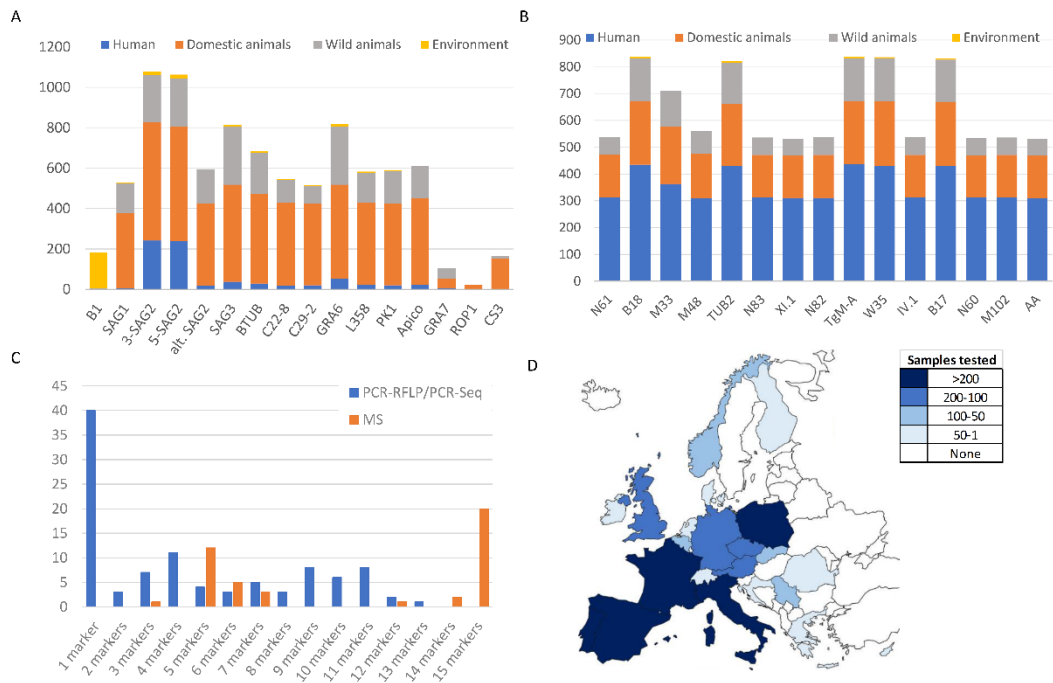 A
Human Domestic animals Wild animals Environment
1200
1000
800
600
400
200
0
B1 SAG1 3-SAG2 5-SAG2 alt. SAG2 SAG3 BTUB C22-8 C29-2 GRA6 L358 PK1 Apico GRA7 ROP1 CS3
B
Human Domestic animals Wild animals Environment
900
800
700
600
500
400
300
200
100
0
N61 B18 M33 M48 TUB2 N83 XI.1 N82 TgM-A W35 IV.1 B17 N60 M102 AA
C
PCR-RFLP/PCR-Seq
MS
45
40
35
30
25
20
15
10
5
0
1 marker 2 markers 3 markers 4 markers 5 markers 6 markers 7 markers 8 markers 9 markers 10 markers 11 markers 12 markers 13 markers 14 markers 15 markers
D
Samples tested
>200
200-100
100-50
50-1
None